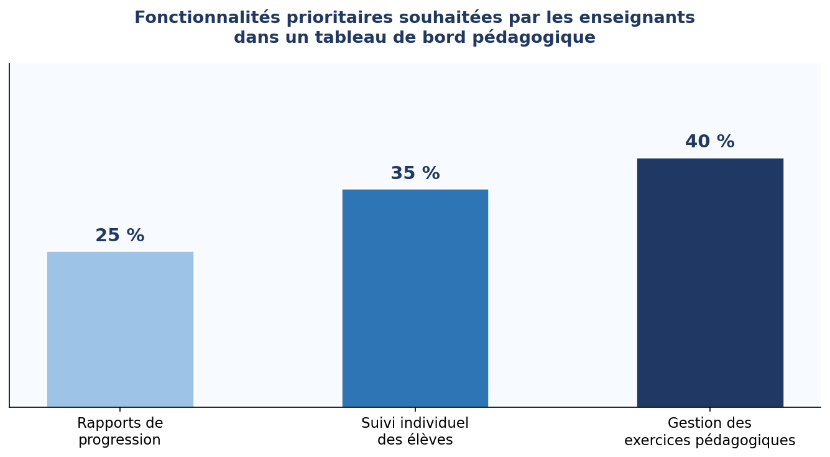 Fonctionnalités prioritaires souhaitées par les enseignants
dans un tableau de bord pédagogique
25 %
35 %
40 %
Rapports de
progression
Suivi individuel
des élèves
Gestion des
exercices pédagogiques